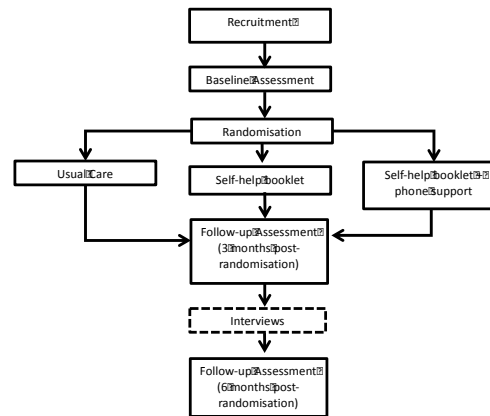 Recruitment
Baseline Assessment
Randomisation
Usual Care
Self-help booklet
Self-help booklet +
phone support
Follow-up Assessment
(3 months post-
randomisation)
Interviews
Follow-up Assessment
(6 months post-
randomisation)